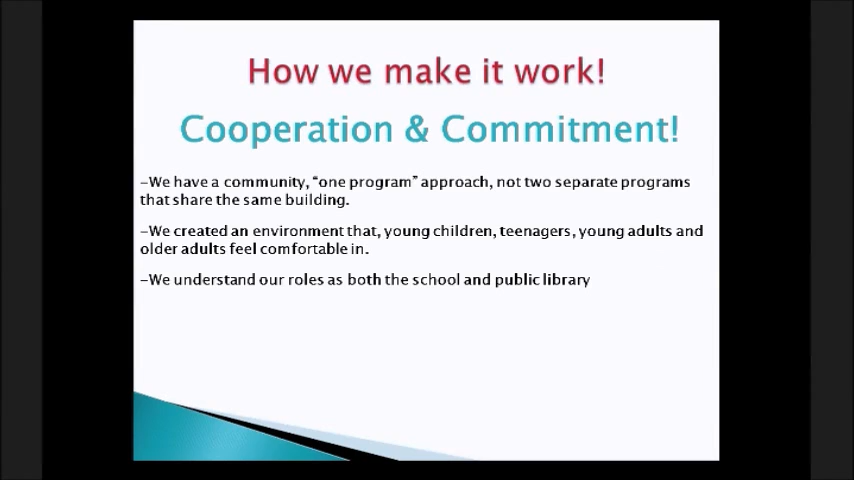 How we make it work!
Cooperation & Commitment!
-We have a community, “one program” approach, not two separate programs
that share the same building.
-We created an environment that, young children, teenagers, young adults and
older adults feel comfortable in.
-We understand our roles as both the school and public library